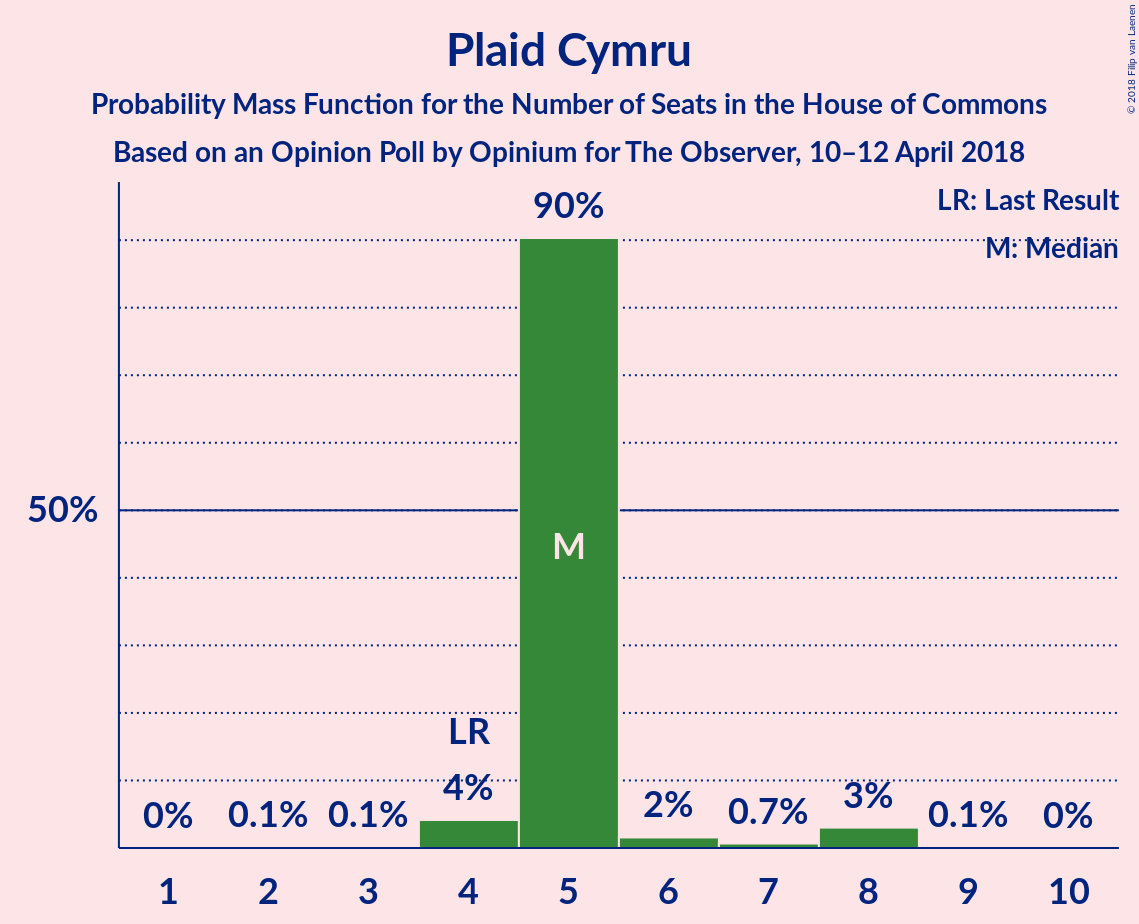 Plaid Cymru
Probability Mass Function for the Number of Seats in the House of Commons
Based on an Opinion Poll by Opinium for The Observer, 10–12 April 2018
© 2018 Filip van Laenen
LR: Last Result
M: Median
90%
50%
M
LR
4%
0%
0.1%
0.1%
2%
0.7%
3%
0.1%
0%
1 2 3 4 5 6 7 8 9 10